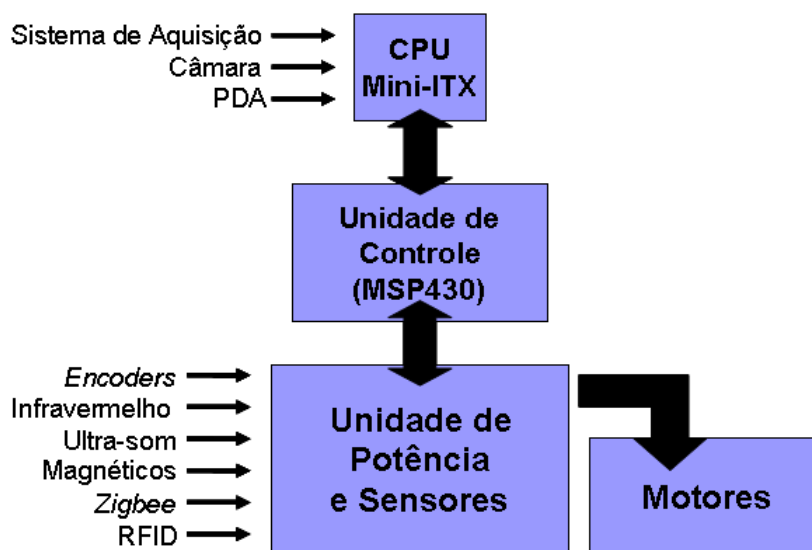 Sistema de Aquisição
Câmara
PDA
CPU
Mini-ITX
Unidade de
Controle
(MSP430)
Encoders
Infravermelho
Ultra-som
Magnéticos
Zigbee
RFID
Unidade de
Potência
e Sensores
Motores